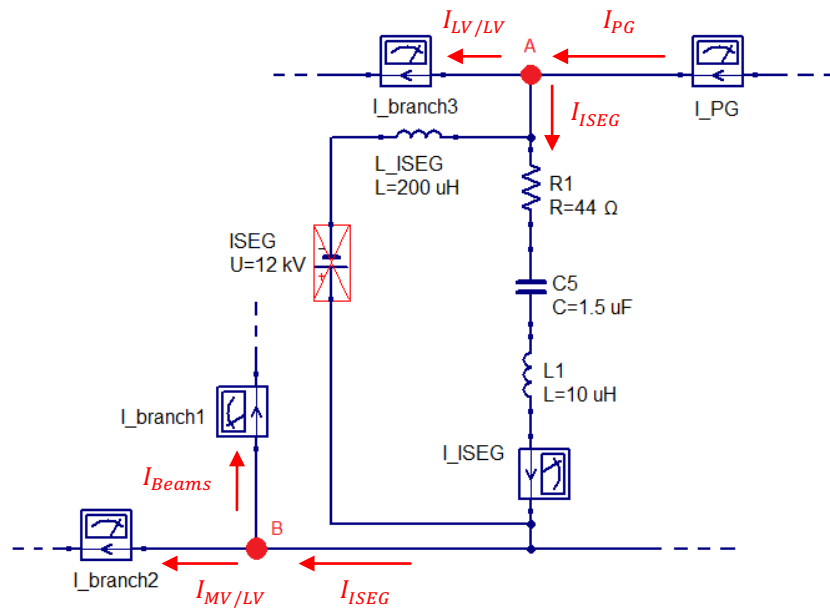 I_LV/LV
A
I_PG
I_branch3
I_PG
I_ISEG
L_ISEG
L=200 uH
R1
R=44 Ω
ISEG
U=12 kV
-
+
C5
C=1.5 uF
L1
L=10 uH
I_branch1
I_ISEG
I_Beams
B
I_branch2
I_MV/LV
I_ISEG